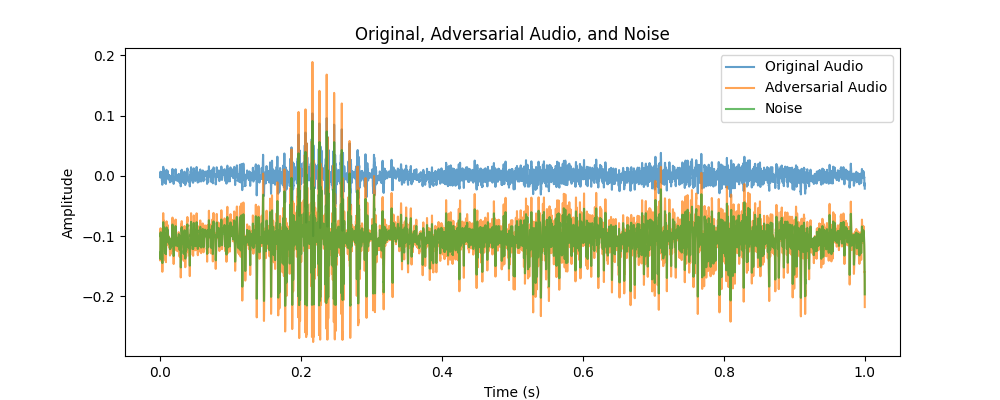 Original, Adversarial Audio, and Noise
Original Audio
Adversarial Audio
Noise
Amplitude
0.2
0.1
0.0
−0.1
−0.2
0.0 0.2 0.4 0.6 0.8 1.0
Time (s)